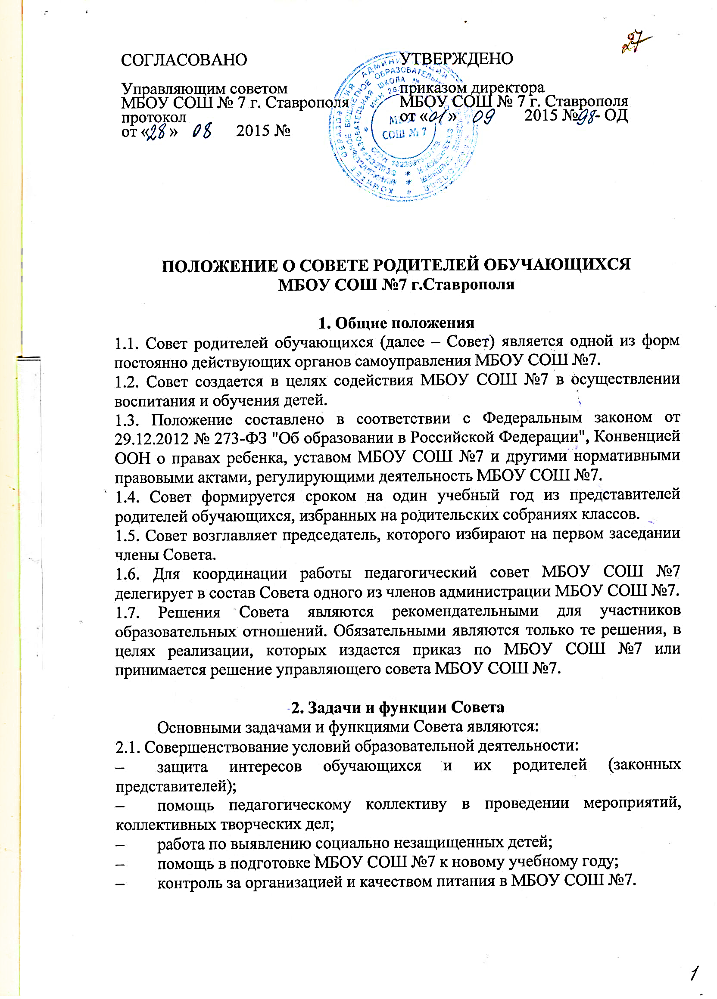 27
СОГЛАСОВАНО
Управляющим советом
МБОУ СОШ № 7 г. Ставрополя
протокол
от «28» 08 2015 №
УТВЕРЖДЕНО
приказом директора
МБОУ СОШ № 7 г. Ставрополя
от «01» 09 2015 №98- ОД
СОШ № 7
ПОЛОЖЕНИЕ О СОВЕТЕ РОДИТЕЛЕЙ ОБУЧАЮЩИХСЯ
МБОУ СОШ №7 г.Ставрополя
1. Общие положения
1.1. Совет родителей обучающихся (далее – Совет) является одной из форм
постоянно действующих органов самоуправления МБОУ СОШ №7.
1.2. Совет создается в целях содействия МБОУ СОШ №7 в осуществлении
воспитания и обучения детей.
1.3. Положение составлено в соответствии с Федеральным законом от
29.12.2012 № 273-ФЗ "Об образовании в Российской Федерации", Конвенцией
ООН о правах ребенка, уставом МБОУ СОШ №7 и другими нормативными
правовыми актами, регулирующими деятельность МБОУ СОШ №7.
1.4. Совет формируется сроком на один учебный год из представителей
родителей обучающихся, избранных на родительских собраниях классов.
1.5. Совет возглавляет председатель, которого избирают на первом заседании
члены Совета.
1.6. Для координации работы педагогический совет МБОУ СОШ №7
делегирует в состав Совета одного из членов администрации МБОУ СОШ №7.
1.7. Решения Совета являются рекомендательными для участников
образовательных отношений. Обязательными являются только те решения, в
целях реализации, которых издается приказ по МБОУ СОШ №7 или
принимается решение управляющего совета МБОУ СОШ №7.
2. Задачи и функции Совета
Основными задачами и функциями Совета являются:
2.1. Совершенствование условий образовательной деятельности:
– защита интересов обучающихся и их родителей (законных
представителей);
– помощь педагогическому коллективу в проведении мероприятий,
коллективных творческих дел;
– работа по выявлению социально незащищенных детей;
– помощь в подготовке МБОУ СОШ №7 к новому учебному году;
– контроль за организацией и качеством питания в МБОУ СОШ №7.
1